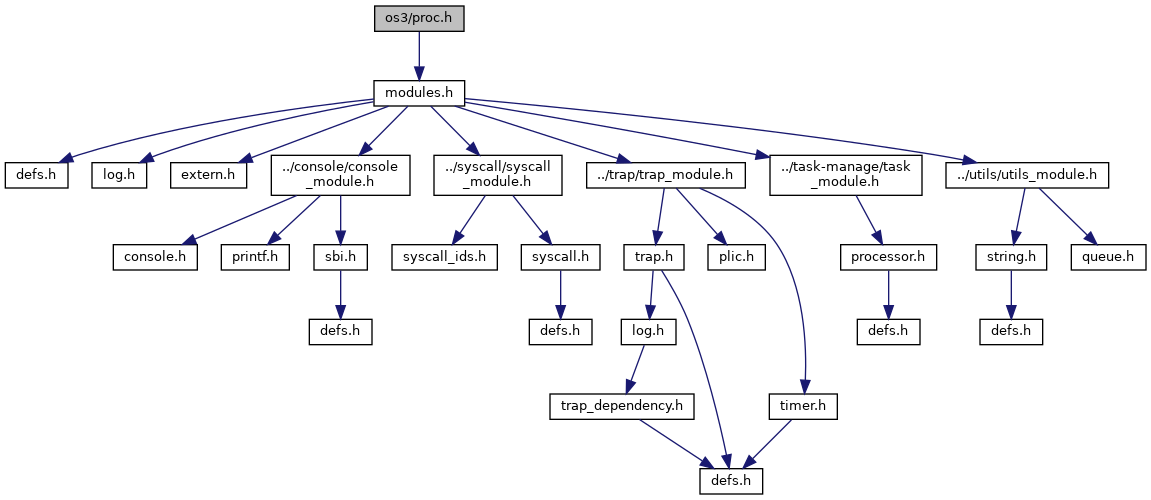 os3/proc.h
modules.h
defs.h
log.h
extern.h
../console/console
_module.h
../syscall/syscall
_module.h
../trap/trap_module.h
../task-manage/task
_module.h
../utils/utils_module.h
console.h
printf.h
sbi.h
syscall_ids.h
syscall.h
trap.h
plic.h
processor.h
string.h
queue.h
defs.h
defs.h
log.h
defs.h
defs.h
trap_dependency.h
timer.h
defs.h